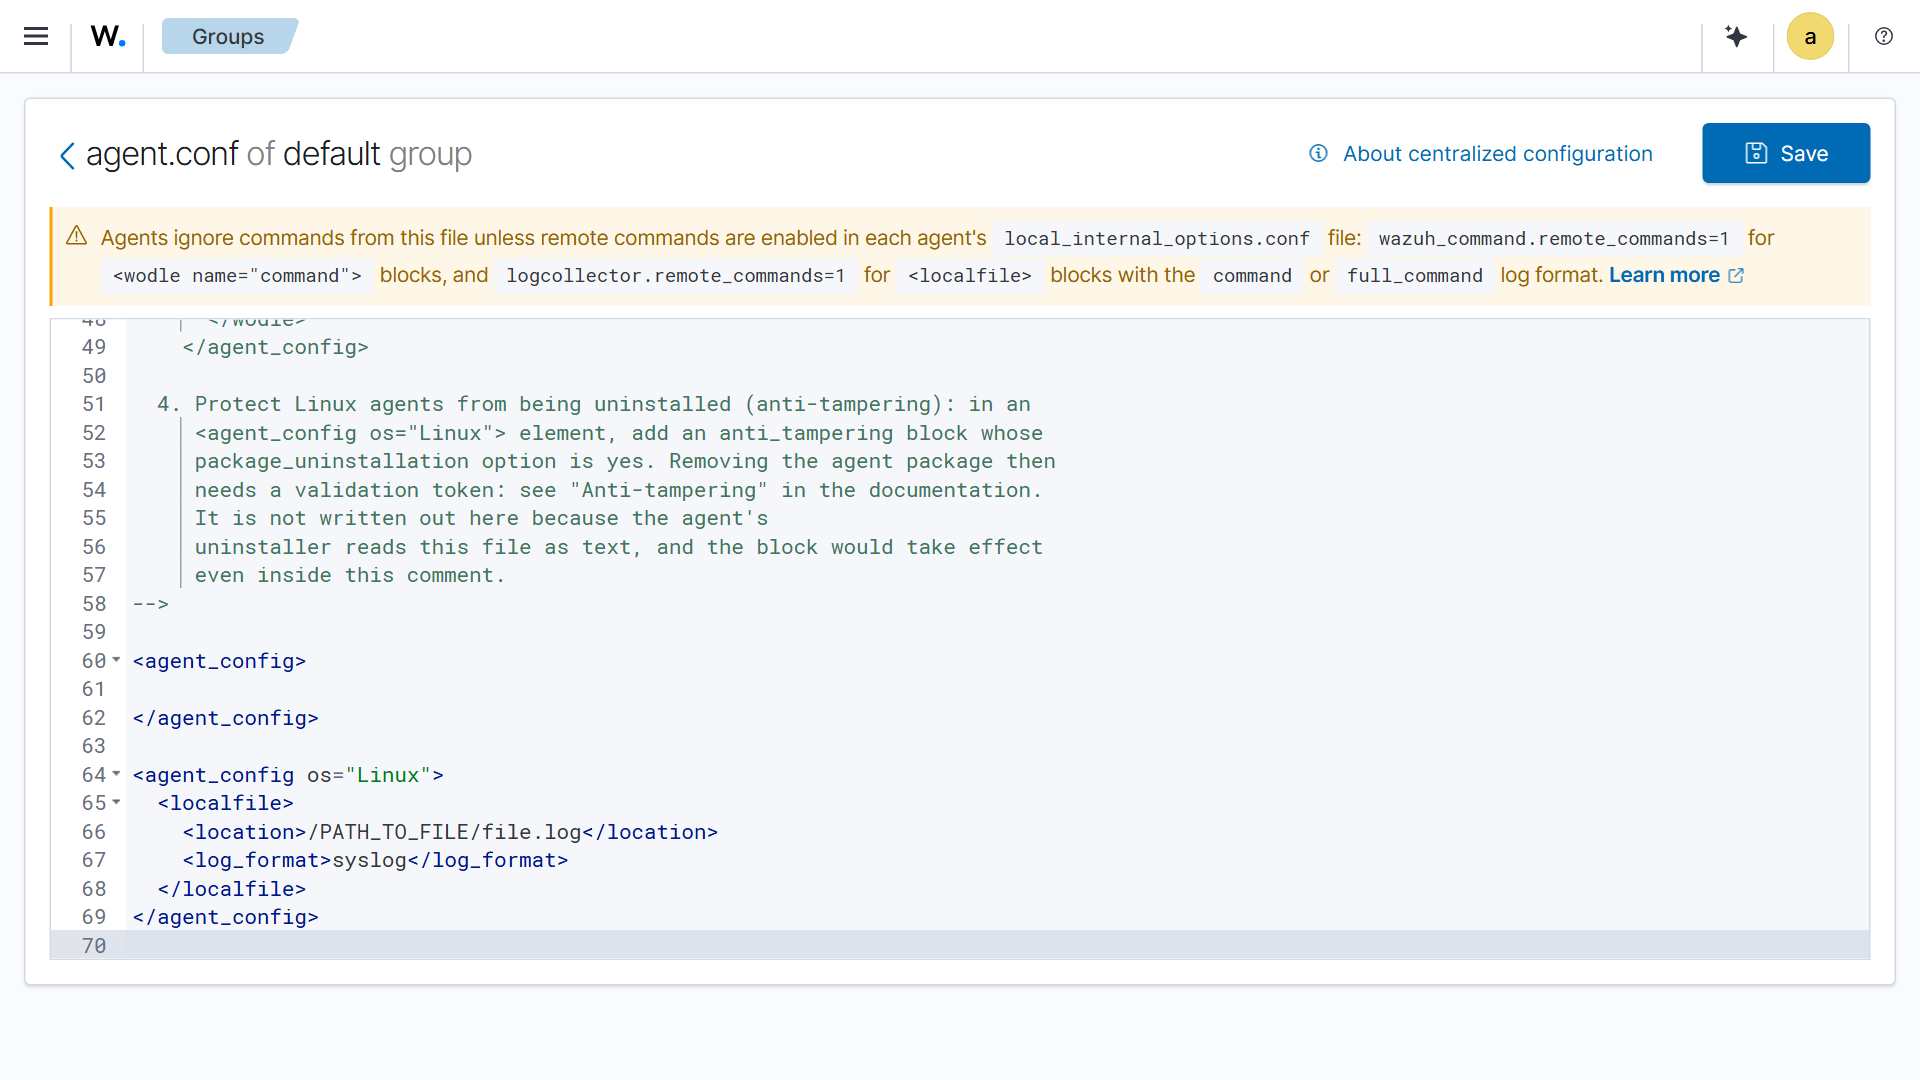 W.
Groups
a
agent.conf of default group
About centralized configuration
Save
Agents ignore commands from this file unless remote commands are enabled in each agent's local_internal_options.conf file: wazuh_command.remote_commands=1 for
<wodle name="command"> blocks, and logcollector.remote_commands=1 for <localfile> blocks with the command or full_command log format. Learn more
48 </wodle>
49 </agent_config>
50
51 4. Protect Linux agents from being uninstalled (anti-tampering): in an
52 <agent_config os="Linux"> element, add an anti_tampering block whose
53 package_uninstallation option is yes. Removing the agent package then
54 needs a validation token: see "Anti-tampering" in the documentation.
55 It is not written out here because the agent's
56 uninstaller reads this file as text, and the block would take effect
57 even inside this comment.
58 -->
59
60 <agent_config>
61
62 </agent_config>
63
64 <agent_config os="Linux">
65 <localfile>
66 <location>/PATH_TO_FILE/file.log</location>
67 <log_format>syslog</log_format>
68 </localfile>
69 </agent_config>
70